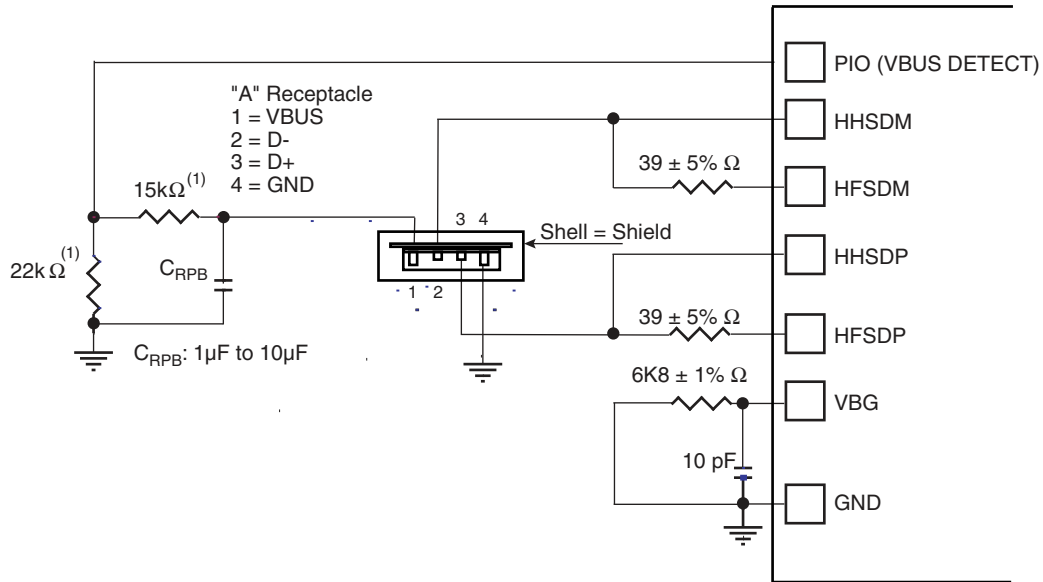 PIO (VBUS DETECT)
"A" Receptacle
1 = VBUS
2 = D-
3 = D+
4 = GND
HHSDM
39 ± 5% Ω
HFSDM
15kΩ (1)
3 4
Shell = Shield
HHSDP
22k Ω (1)
CRPB
1 2
39 ± 5% Ω
HFSDP
CRPB: 1µF to 10µF
6K8 ± 1% Ω
VBG
10 pF
GND